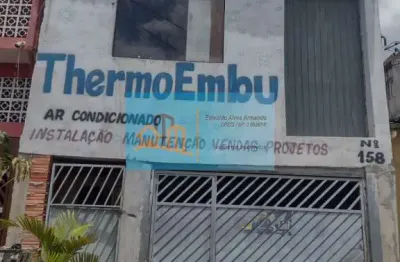 ThermoEmbu
AR CONDICIONADO
INSTALAÇÃO MANUTENÇÃO VENDAS PROJETOS
Nº
158